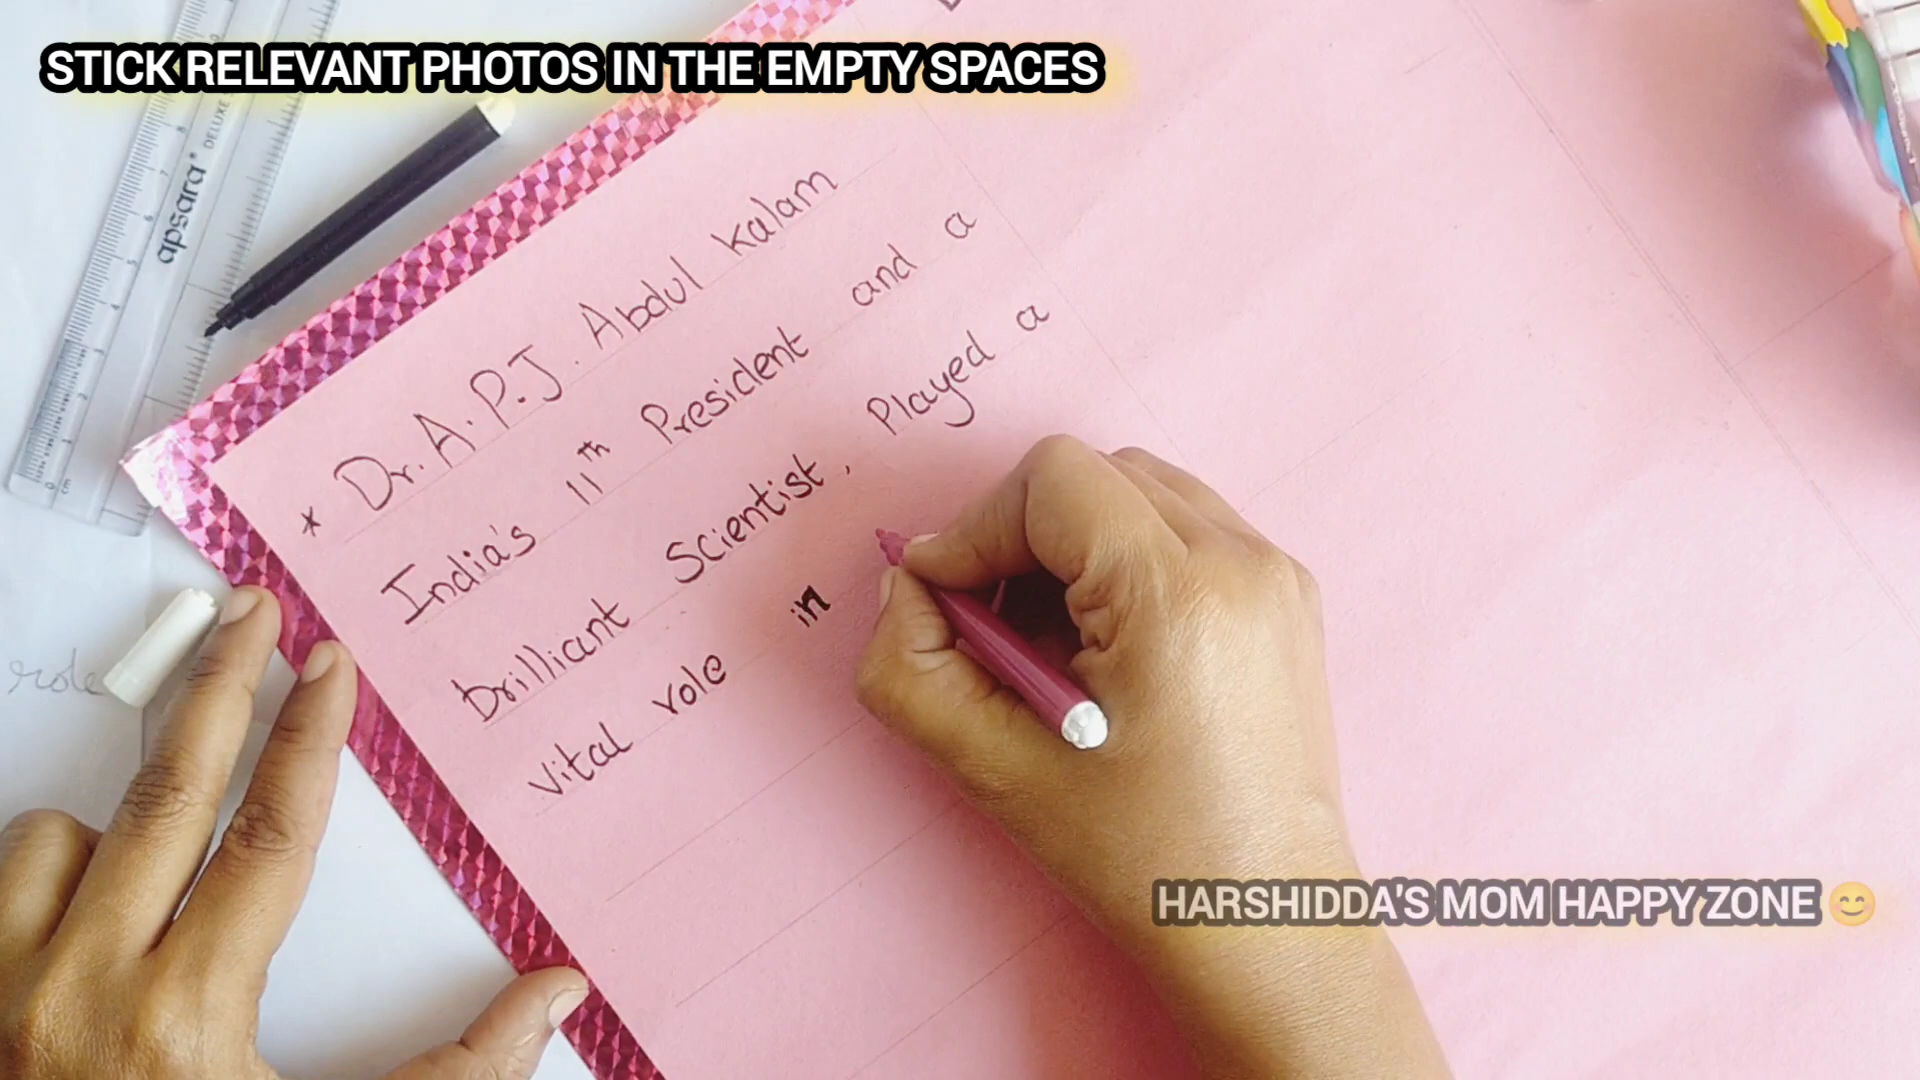 STICK RELEVANT PHOTOS IN THE EMPTY SPACES
apsara DELUXE
* Dr. A.P.J. Abdul Kalam
India's 11th President and a
brilliant Scientist, Played a
vital role in
role
HARSHIDDA'S MOM HAPPY ZONE 😊